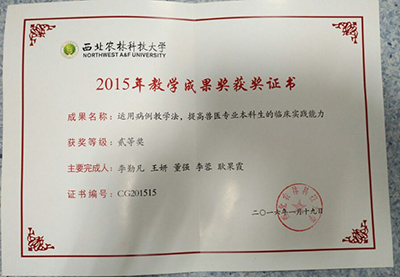 西北农林科技大学
NORTHWEST A&F UNIVERSITY
2015年教学成果奖获奖证书
成果名称：运用病例教学法，提高兽医专业本科生的临床实践能力
获奖等级：贰等奖
主要完成人：李勤凡 王妍 董强 李蓉 耿果霞
证书编号：CG201515
二〇一六年一月十九日